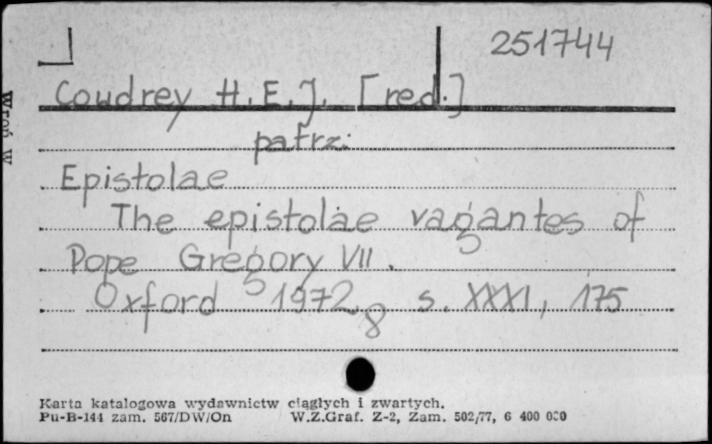 251744
Coudrey H. E. J. [red.]
patrz:
Epistolae
The epistolae vagantes of
Pope Gregory VII.
Oxford 1972 8 s. XXXI, 175
Karta katalogowa wydawnictw ciągłych i zwartych.
Pu-B-144 zam. 567/DW/On W.Z.Graf. Z-2, Zam. 502/77, 6 400 000